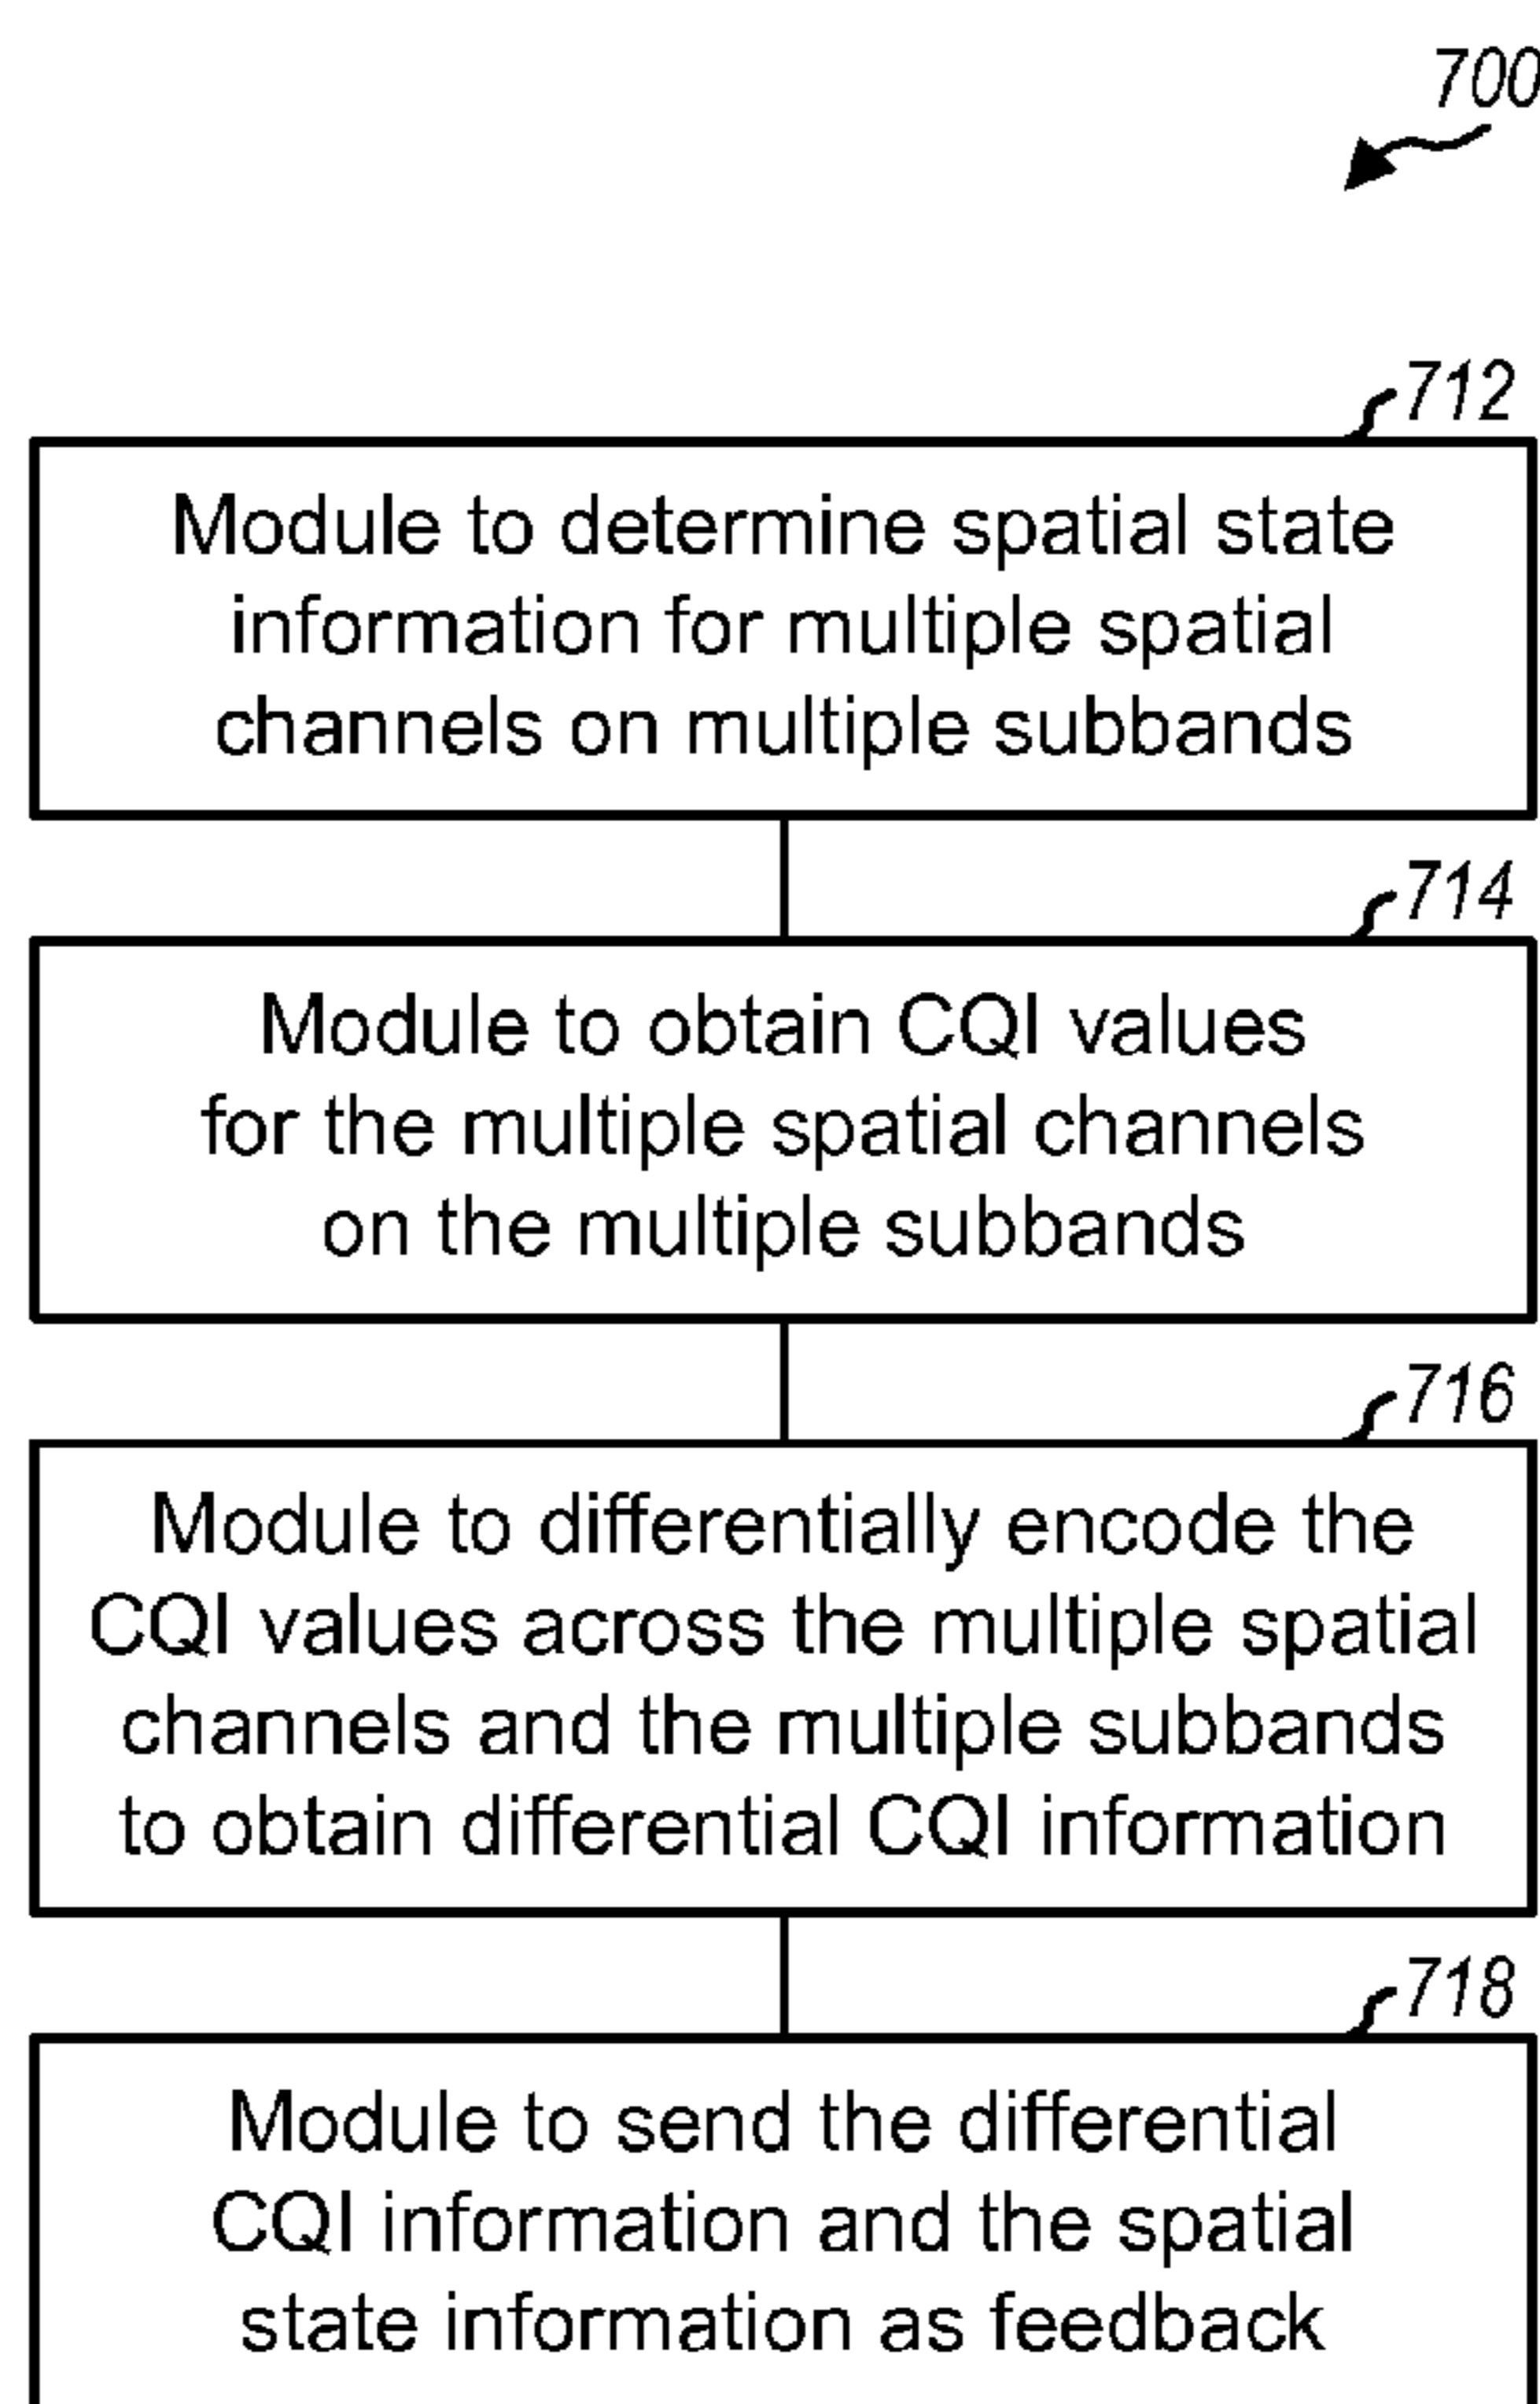 700
712
Module to determine spatial state
information for multiple spatial
channels on multiple subbands
714
Module to obtain CQI values
for the multiple spatial channels
on the multiple subbands
716
Module to differentially encode the
CQI values across the multiple spatial
channels and the multiple subbands
to obtain differential CQI information
718
Module to send the differential
CQI information and the spatial
state information as feedback